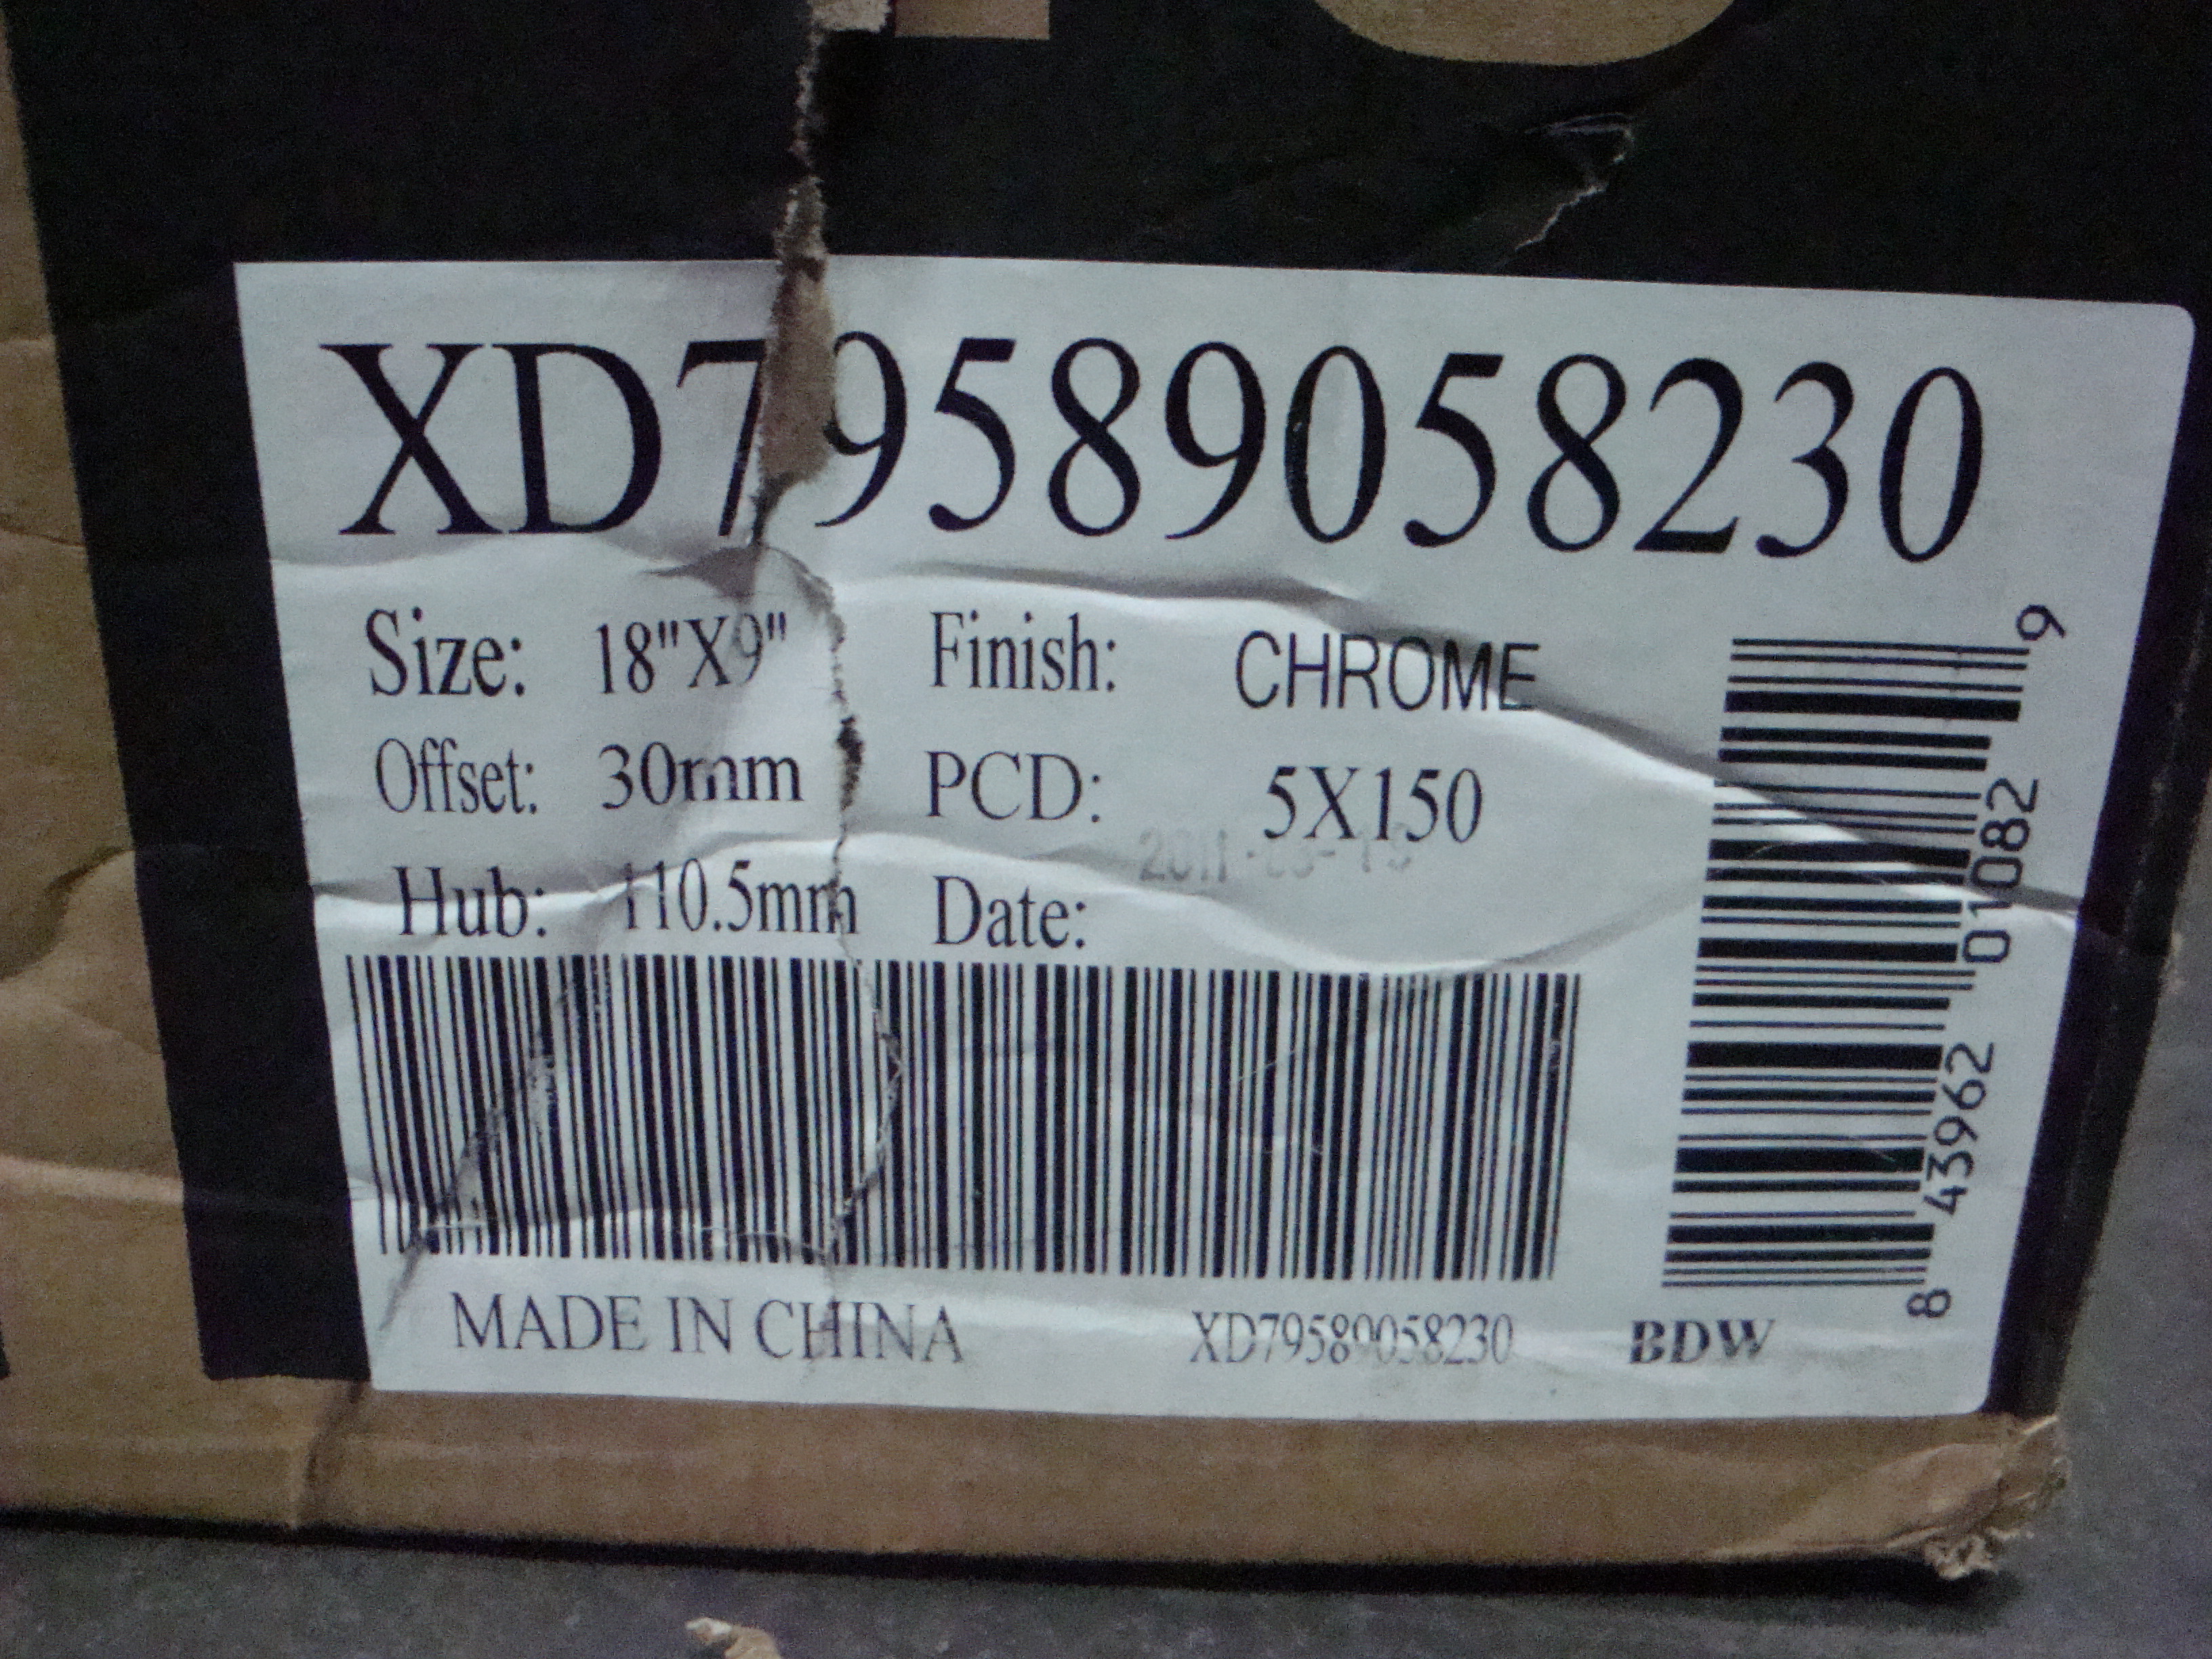 XD79589058230
Size: 18"X9" Finish: CHROME
Offset: 30mm PCD: 5X150
Hub: 110.5mm Date:
MADE IN CHINA XD79589058230 BDW
8 43962 01082 9